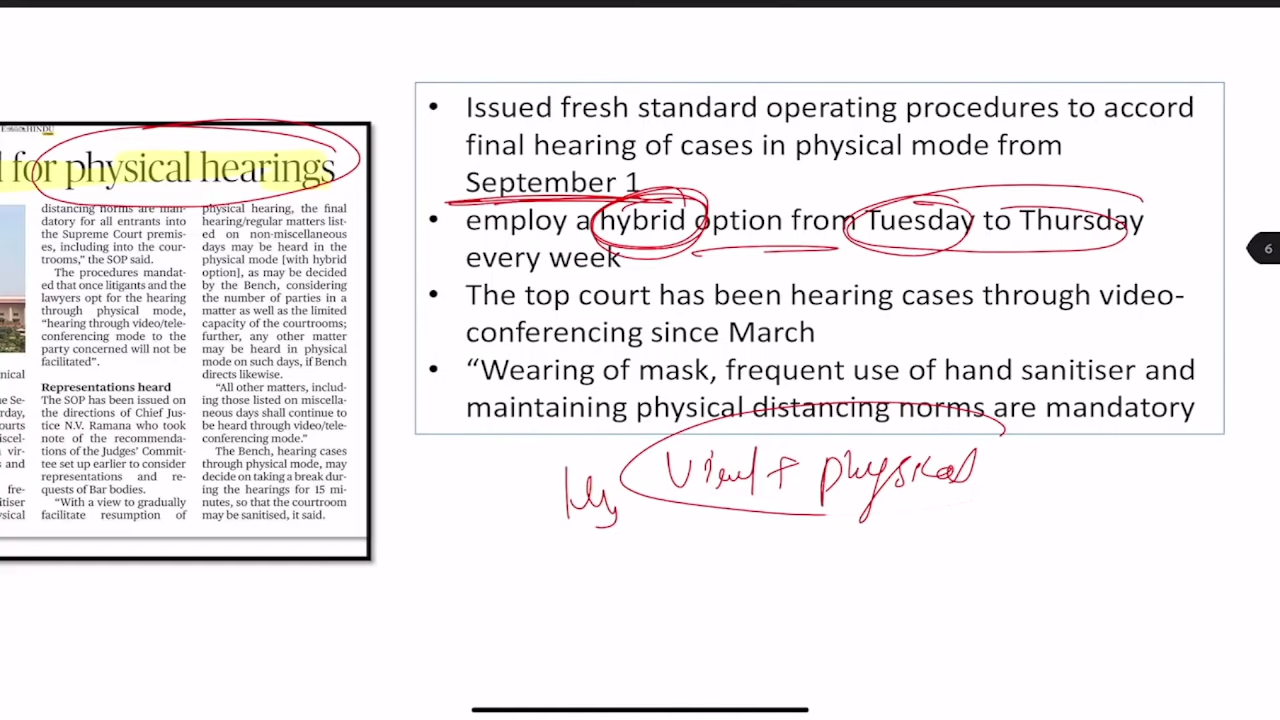 THE HINDU
l for physical hearings
distancing norms are man-
datory for all entrants into
the Supreme Court premis-
es, including into the cour-
trooms,” the SOP said.
The procedures mandat-
ed that once litigants and the
lawyers opt for the hearing
through physical mode,
“hearing through video/tele-
conferencing mode to the
party concerned will not be
facilitated”.
Representations heard
The SOP has been issued on
the directions of Chief Jus-
tice N.V. Ramana who took
note of the recommenda-
tions of the Judges’ Commit-
tee set up earlier to consider
representations and re-
quests of Bar bodies.
“With a view to gradually
facilitate resumption of
physical hearing, the final
hearing/regular matters list-
ed on non-miscellaneous
days may be heard in the
physical mode [with hybrid
option], as may be decided
by the Bench, considering
the number of parties in a
matter as well as the limited
capacity of the courtrooms;
further, any other matter
may be heard in physical
mode on such days, if Bench
directs likewise.
“All other matters, includ-
ing those listed on miscella-
neous days shall continue to
be heard through video/tele-
conferencing mode.”
The Bench, hearing cases
through physical mode, may
decide on taking a break dur-
ing the hearings for 15 mi-
nutes, so that the courtroom
may be sanitised, it said.
• Issued fresh standard operating procedures to accord
final hearing of cases in physical mode from
September 1
• employ a hybrid option from Tuesday to Thursday
every week
• The top court has been hearing cases through video-
conferencing since March
• “Wearing of mask, frequent use of hand sanitiser and
maintaining physical distancing norms are mandatory
+ physical
6